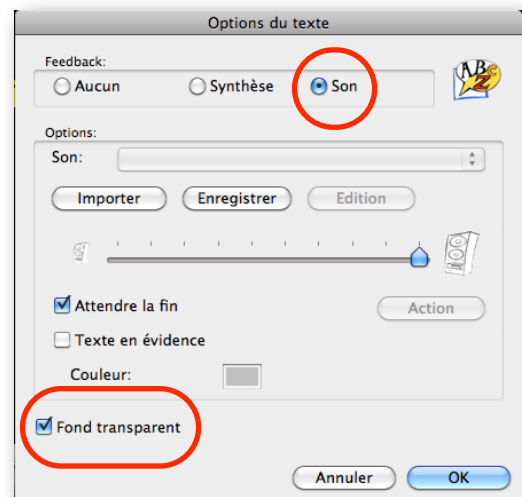 Options du texte
Feedback:
Aucun Synthèse Son
ABC
Z
Options:
Son:
Importer Enregistrer Edition
Attendre la fin Action
Texte en évidence
Couleur:
Fond transparent
Annuler OK